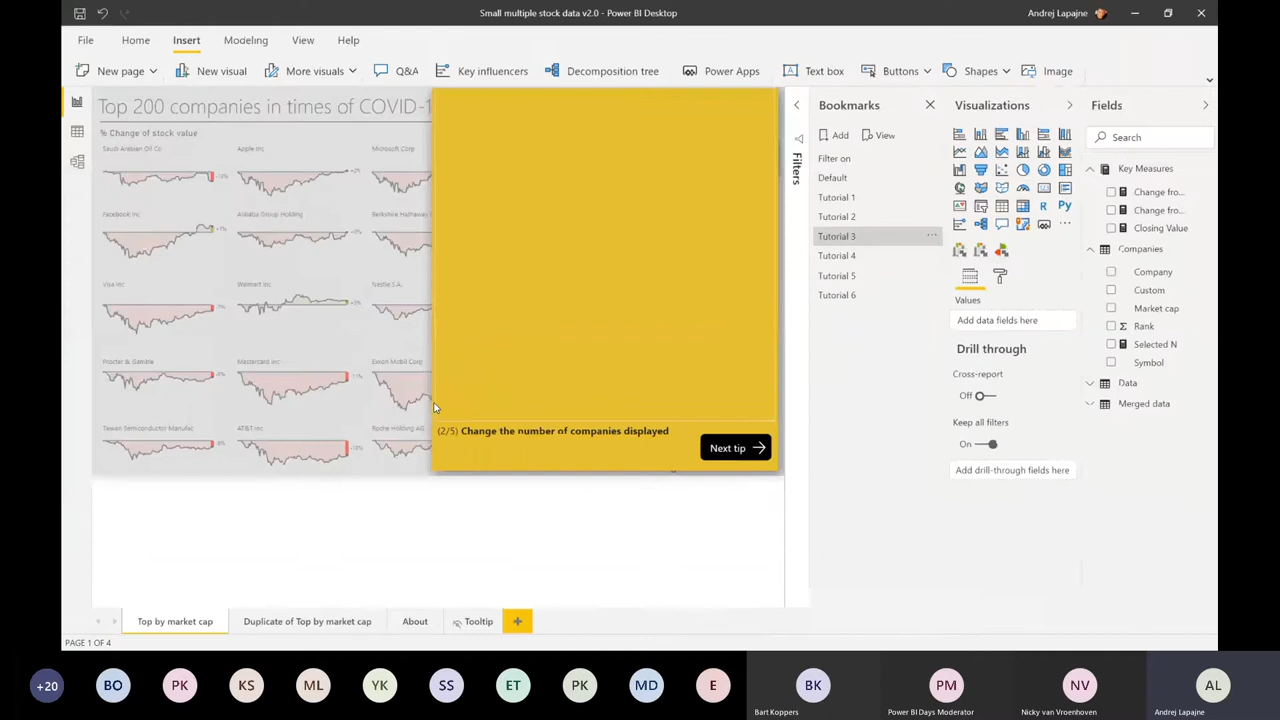 Small multiple stock data v2.0 - Power BI Desktop
Andrej Lapajne
File
Home
Insert
Modeling
View
Help
New page
New visual
More visuals
Q&A
Key influencers
Decomposition tree
Power Apps
Text box
Buttons
Shapes
Image
Top 200 companies in times of COVID-1
% Change of stock value
Saudi Arabian Oil Co
Apple Inc
Microsoft Corp
Facebook Inc
Alibaba Group Holding
Berkshire Hathaway
Visa Inc
Walmart Inc
Nestle S.A.
Procter & Gamble
Mastercard Inc
Exxon Mobil Corp
Taiwan Semiconductor Manufac
AT&T Inc
Roche Holding AG
(2/5) Change the number of companies displayed
Next tip
Filters
Bookmarks
Add
View
Filter on
Default
Tutorial 1
Tutorial 2
Tutorial 3
Tutorial 4
Tutorial 5
Tutorial 6
Visualizations
R
Py
Values
Add data fields here
Drill through
Cross-report
Off
Keep all filters
On
Add drill-through fields here
Fields
Search
Key Measures
Change fro...
Change fro...
Closing Value
Companies
Company
Custom
Market cap
Rank
Selected N
Symbol
Data
Merged data
Top by market cap
Duplicate of Top by market cap
About
Tooltip
PAGE 1 OF 4
+20
BO
PK
KS
ML
YK
SS
ET
PK
MD
E
BK
Bart Koppers
PM
Power BI Days Moderator
NV
Nicky van Vroenhoven
AL
Andrej Lapajne